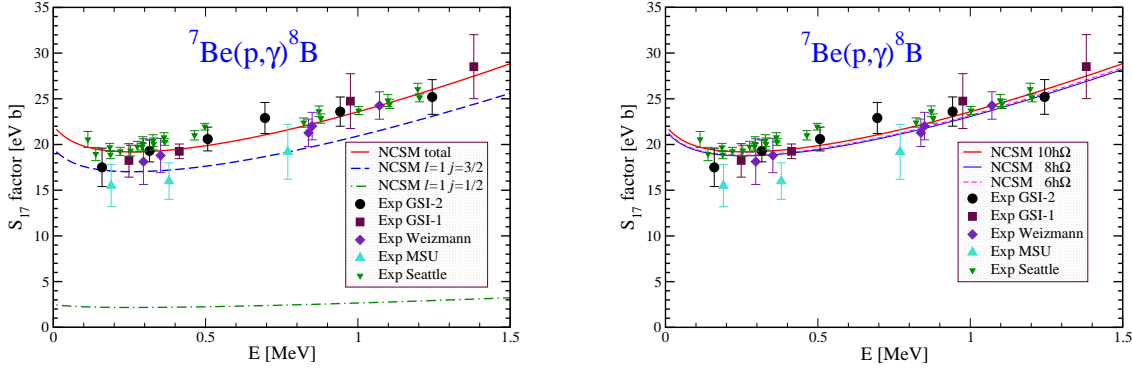 ⁷Be(p,γ)⁸B
S₁₇ factor [eV b]
35
30
25
20
15
10
5
0
NCSM total
NCSM l=1 j=3/2
NCSM l=1 j=1/2
Exp GSI-2
Exp GSI-1
Exp Weizmann
Exp MSU
Exp Seattle
0 0.5 1 1.5
E [MeV]
⁷Be(p,γ)⁸B
S₁₇ factor [eV b]
35
30
25
20
15
10
5
0
NCSM 10hΩ
NCSM 8hΩ
NCSM 6hΩ
Exp GSI-2
Exp GSI-1
Exp Weizmann
Exp MSU
Exp Seattle
0 0.5 1 1.5
E [MeV]